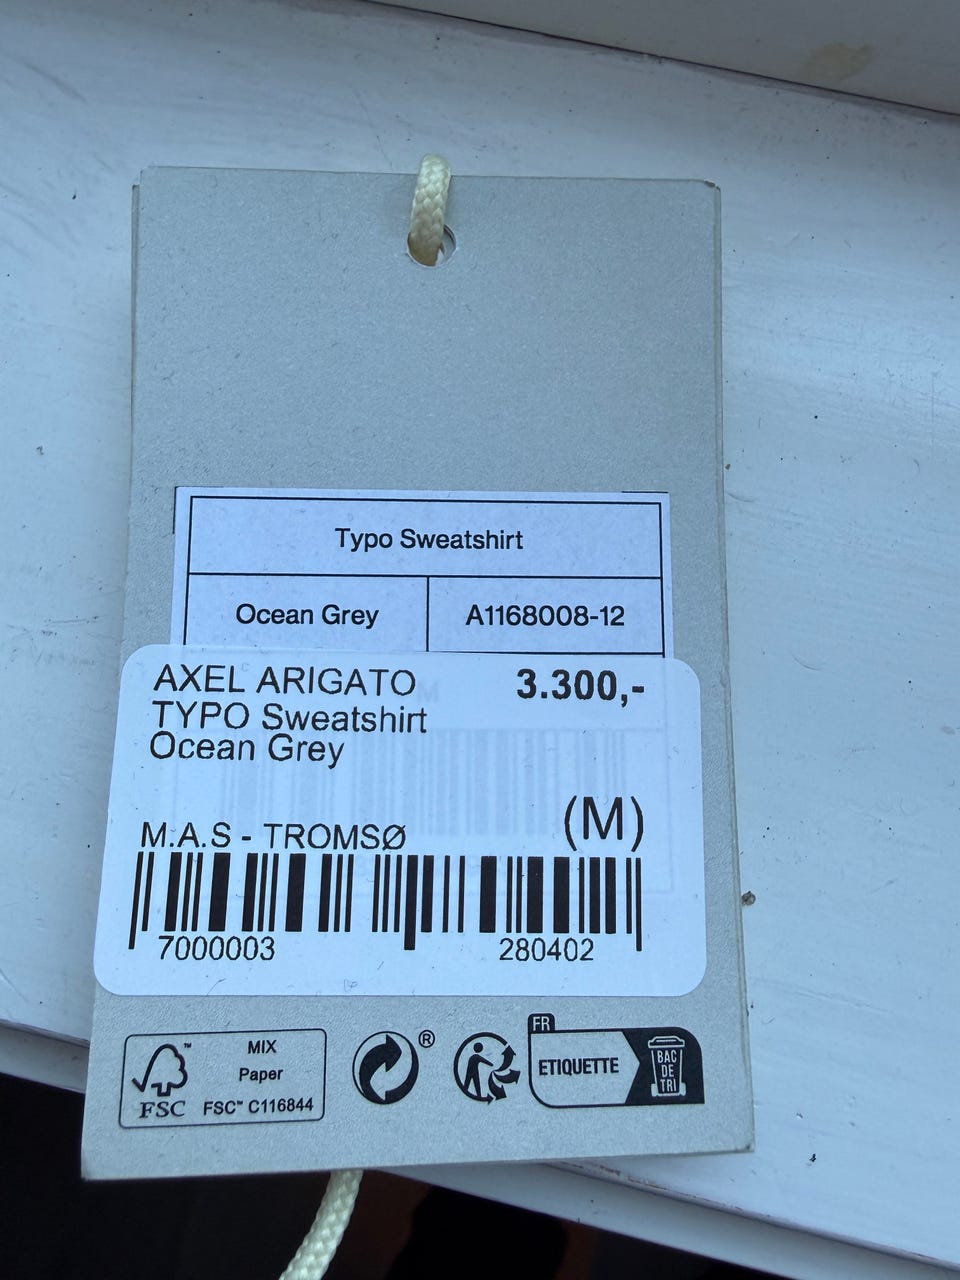 Typo Sweatshirt
Ocean Grey A1168008-12
AXEL ARIGATO 3.300,-
TYPO Sweatshirt
Ocean Grey
(M)
M.A.S - TROMSØ
7000003 280402
FR
MIX
Paper
FSC™ C116844
FSC
®
ETIQUETTE
BAC
DE
TRI